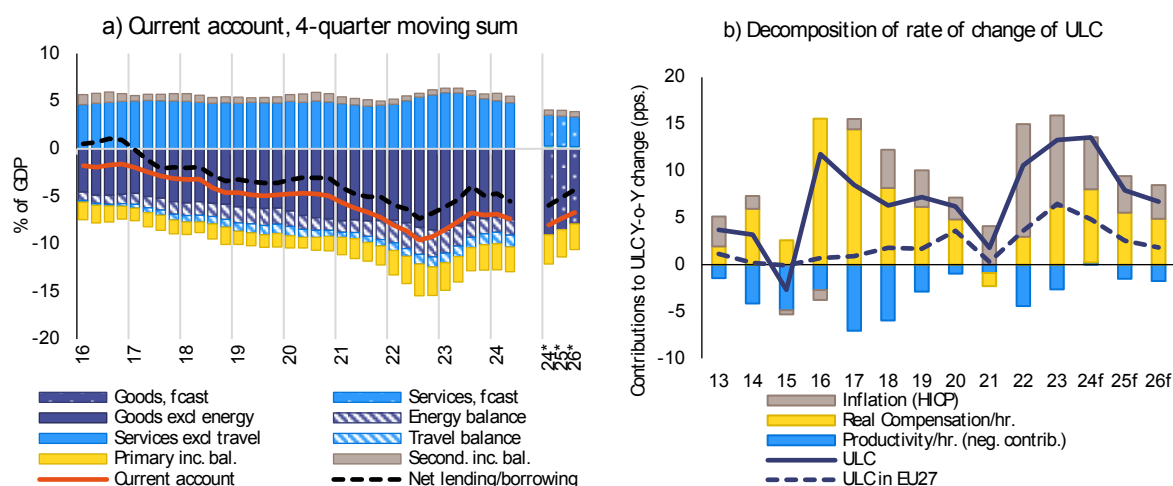 a) Current account, 4-quarter moving sum
% of GDP
10
5
0
-5
-10
-15
-20
16
17
18
19
20
21
22
23
24
24*
25*
26*
Goods, fcast
Services, fcast
Goods excl energy
Energy balance
Services excl travel
Travel balance
Primary inc. bal.
Second. inc. bal.
Current account
Net lending/borrowing
b) Decomposition of rate of change of ULC
Contributions to ULC Y-o-Y change (pps.)
20
15
10
5
0
-5
-10
13 14 15 16 17 18 19 20 21 22 23 24f 25f 26f
Inflation (HICP)
Real Compensation/hr.
Productivity/hr. (neg. contrib.)
ULC
ULC in EU27